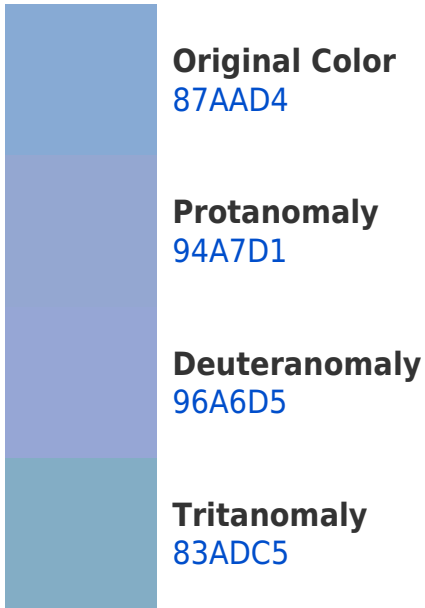 Original Color
87AAD4
Protanomaly
94A7D1
Deuteranomaly
96A6D5
Tritanomaly
83ADC5